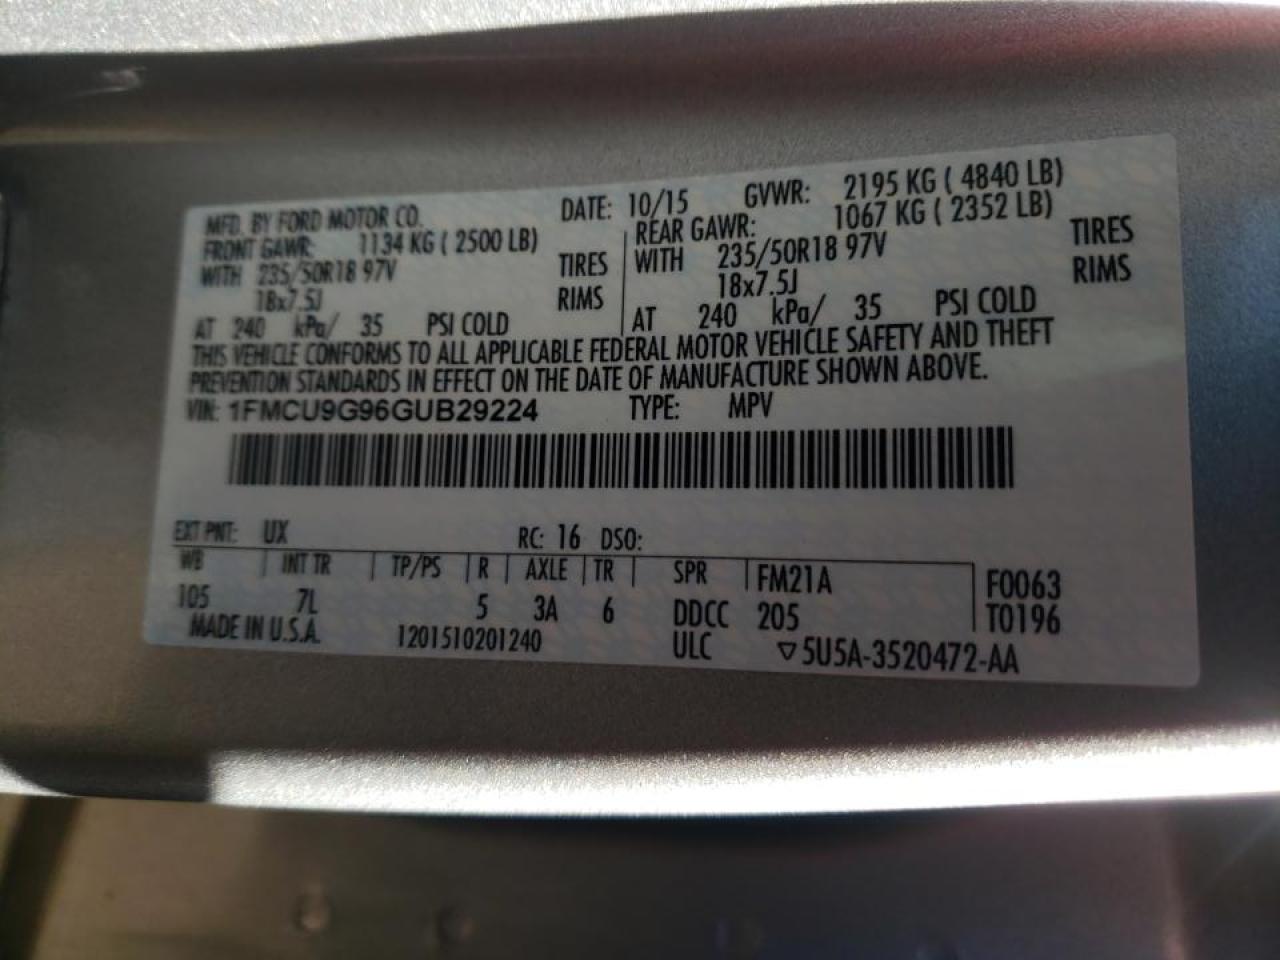 MFD. BY FORD MOTOR CO. DATE: 10/15 GVWR: 2195 KG ( 4840 LB)
FRONT GAWR: 1134 KG ( 2500 LB) REAR GAWR: 1067 KG ( 2352 LB)
WITH 235/50R18 97V TIRES WITH 235/50R18 97V TIRES
18x7.5J RIMS 18x7.5J RIMS
AT 240 kPa/ 35 PSI COLD AT 240 kPa/ 35 PSI COLD
THIS VEHICLE CONFORMS TO ALL APPLICABLE FEDERAL MOTOR VEHICLE SAFETY AND THEFT
PREVENTION STANDARDS IN EFFECT ON THE DATE OF MANUFACTURE SHOWN ABOVE.
VIN: 1FMCU9G96GUB29224 TYPE: MPV
EXT PNT: UX RC: 16 DSO:
WB INT TR TP/PS R AXLE TR SPR FM21A F0063
105 7L 5 3A 6 DDCC 205 T0196
MADE IN U.S.A. 1201510201240 ULC ▽5U5A-3520472-AA